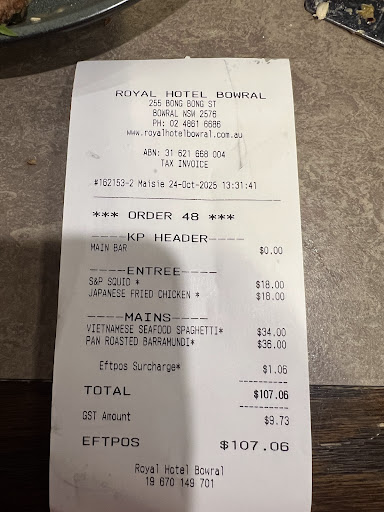 ROYAL HOTEL BOWRAL
255 BONG BONG ST
BOWRAL NSW 2576
PH: 02 4861 6686
www.royalhotelbowral.com.au
ABN: 31 621 668 004
TAX INVOICE
#162153-2 Maisie 24-Oct-2025 13:31:41
*** ORDER 48 ***
----KP HEADER----
MAIN BAR $0.00
----ENTREE----
S&P SQUID * $18.00
JAPANESE FRIED CHICKEN * $18.00
----MAINS----
VIETNAMESE SEAFOOD SPAGHETTI* $34.00
PAN ROASTED BARRAMUNDI* $36.00
Eftpos Surcharge* $1.06
TOTAL $107.06
GST Amount $9.73
EFTPOS $107.06
Royal Hotel Bowral
19 670 149 701